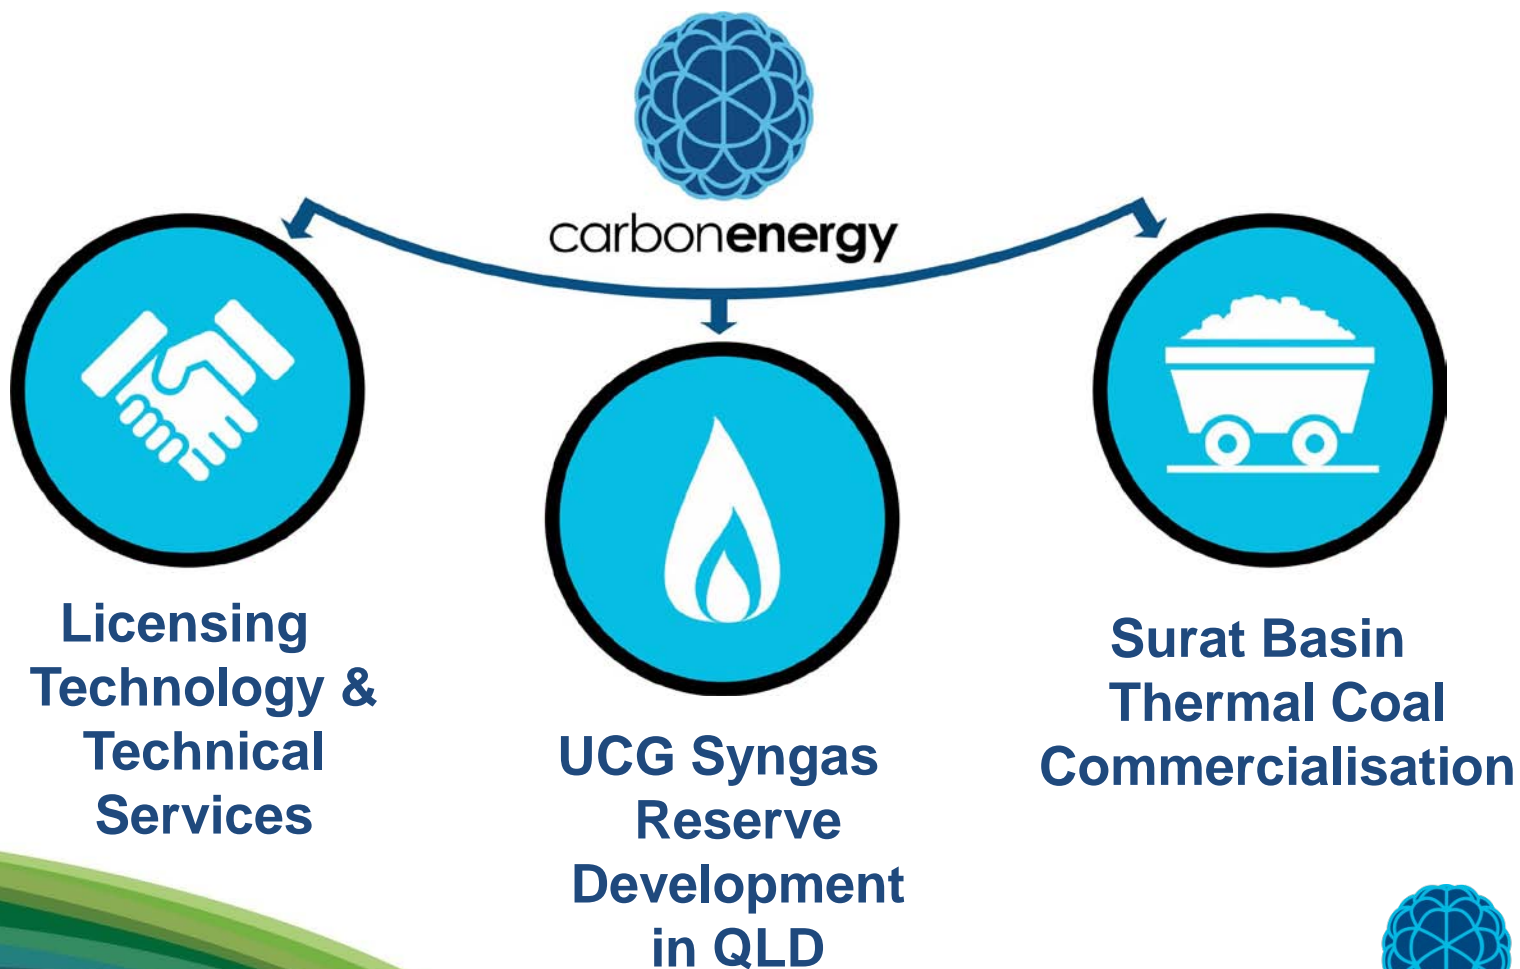 carbonenergy
Licensing
Technology &
Technical
Services
UCG Syngas
Reserve
Development
in QLD
Surat Basin
Thermal Coal
Commercialisation